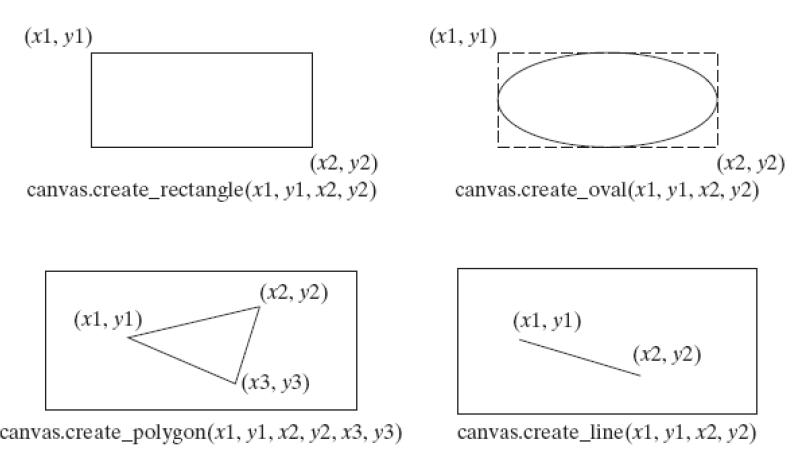 (x1, y1)
(x2, y2)
canvas.create_rectangle(x1, y1, x2, y2)
(x1, y1)
(x2, y2)
canvas.create_oval(x1, y1, x2, y2)
(x1, y1)
(x2, y2)
(x3, y3)
canvas.create_polygon(x1, y1, x2, y2, x3, y3)
(x1, y1)
(x2, y2)
canvas.create_line(x1, y1, x2, y2)